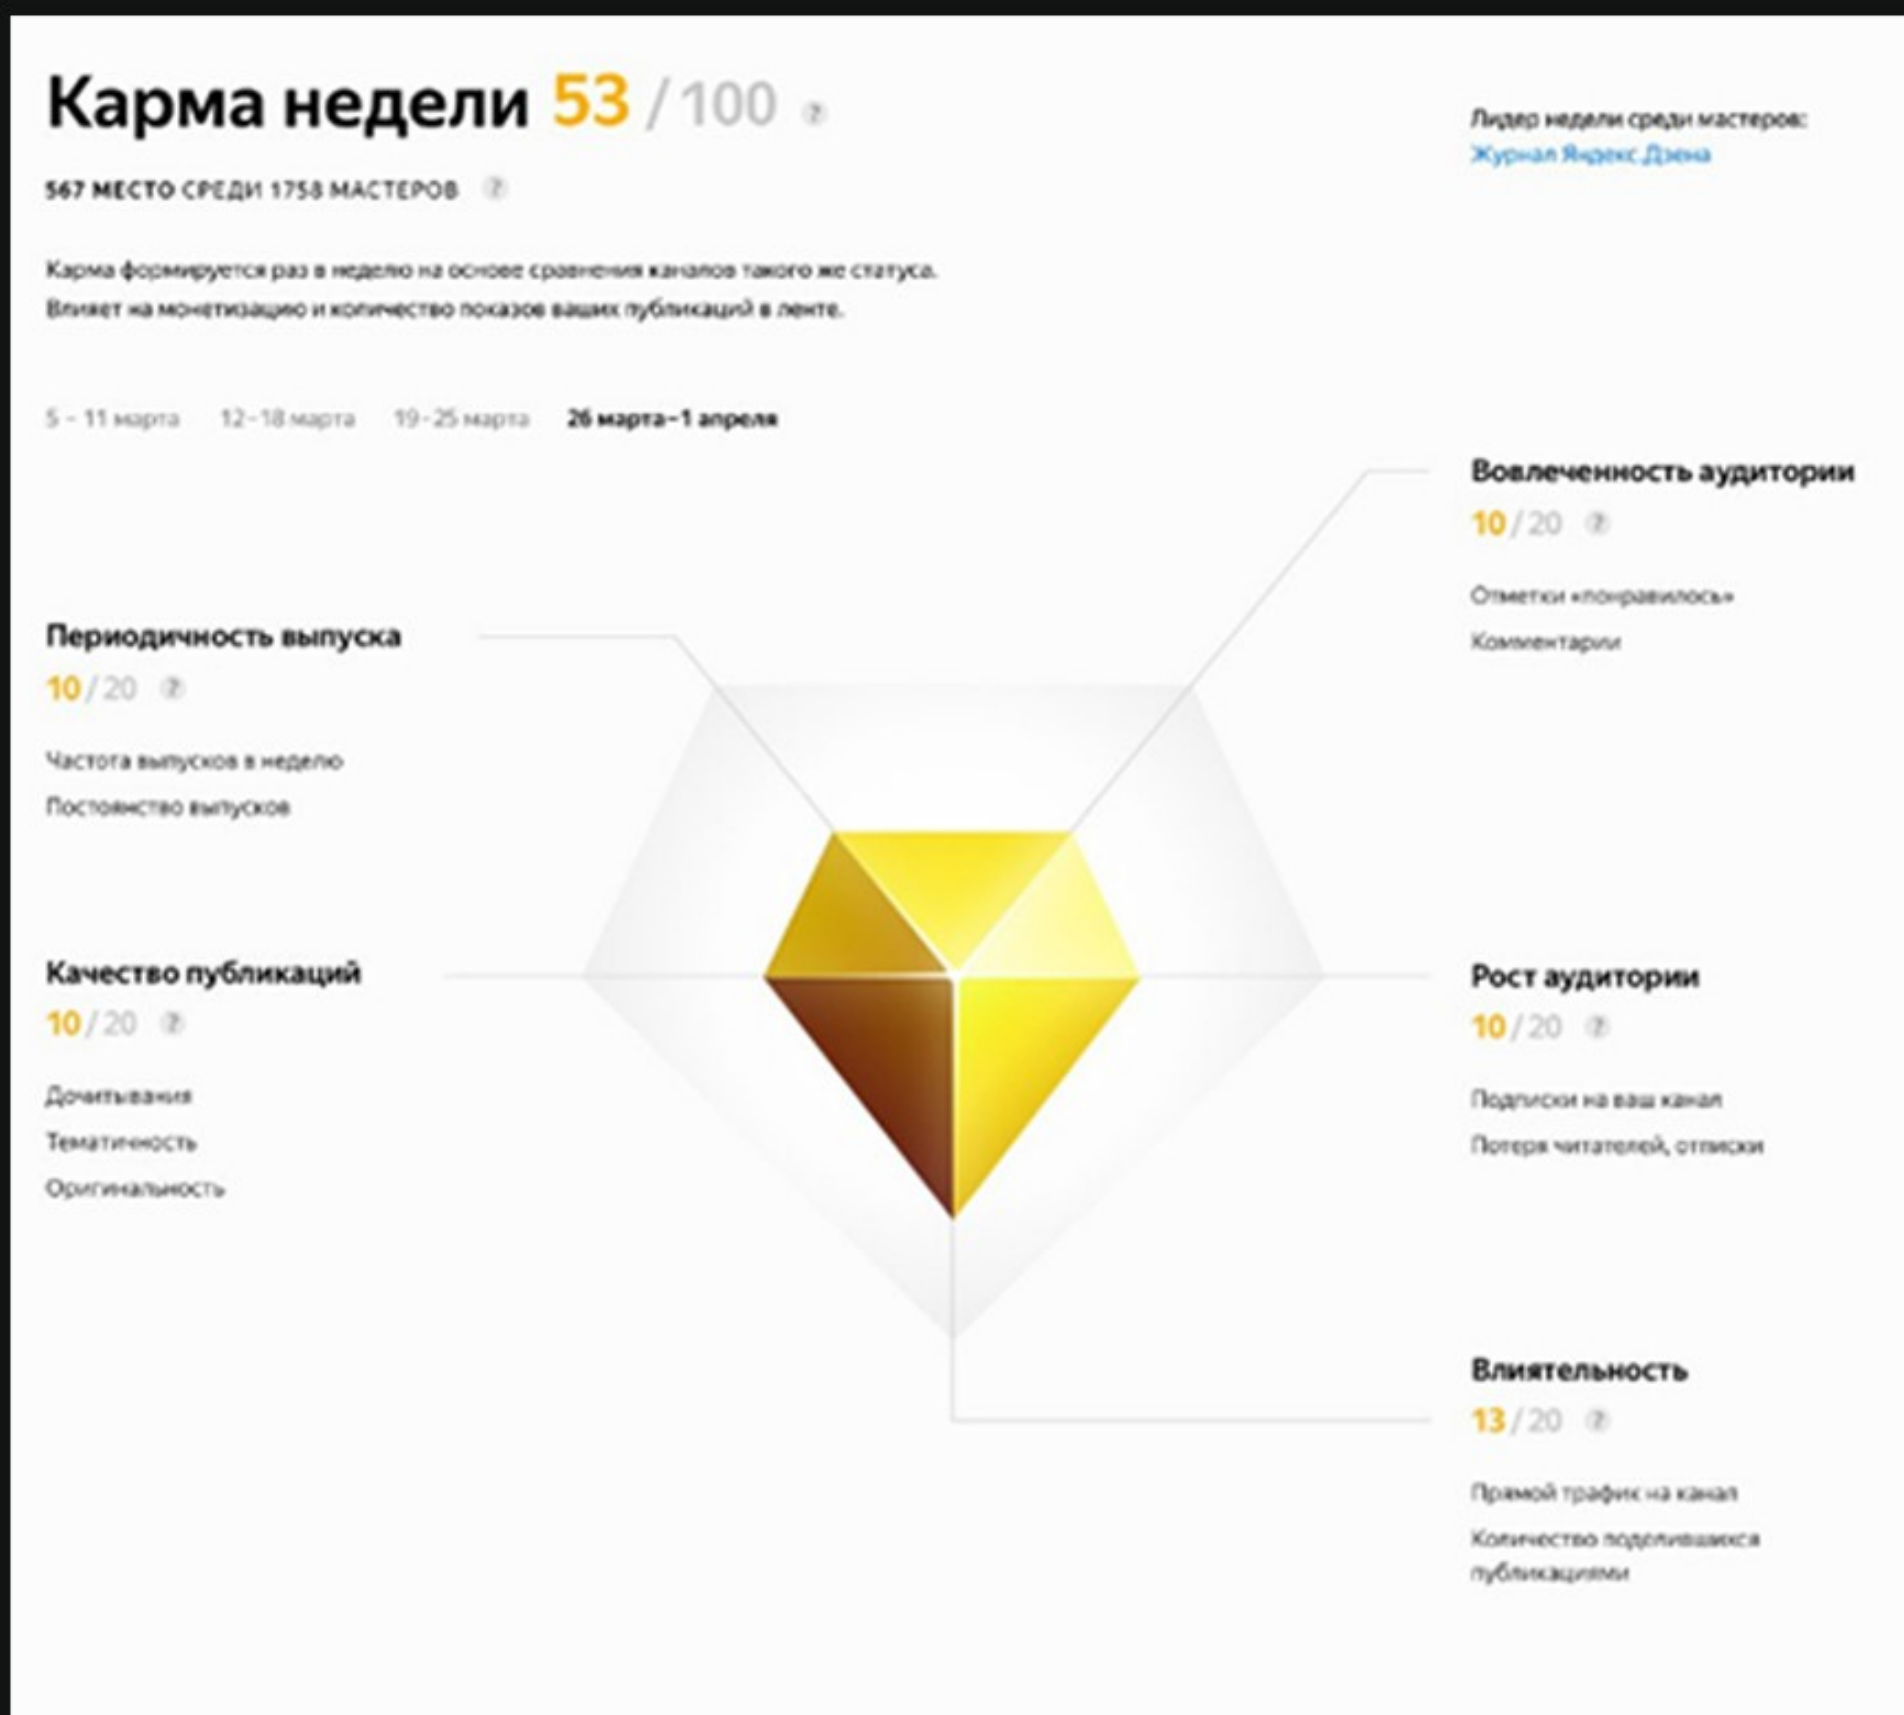 Карма недели 53 / 100 ?
567 МЕСТО СРЕДИ 1758 МАСТЕРОВ ?
Карма формируется раз в неделю на основе сравнения каналов такого же статуса.
Влияет на монетизацию и количество показов ваших публикаций в ленте.
5 – 11 марта 12–18 марта 19–25 марта 26 марта–1 апреля
Лидер недели среди мастеров:
Журнал Яндекс.Дзена
Периодичность выпуска
10 / 20 ?
Частота выпусков в неделю
Постоянство выпусков
Качество публикаций
10 / 20 ?
Дочитывания
Тематичность
Оригинальность
Вовлеченность аудитории
10 / 20 ?
Отметки «понравилось»
Комментарии
Рост аудитории
10 / 20 ?
Подписки на ваш канал
Потеря читателей, отписки
Влиятельность
13 / 20 ?
Прямой трафик на канал
Количество поделившихся
публикациями